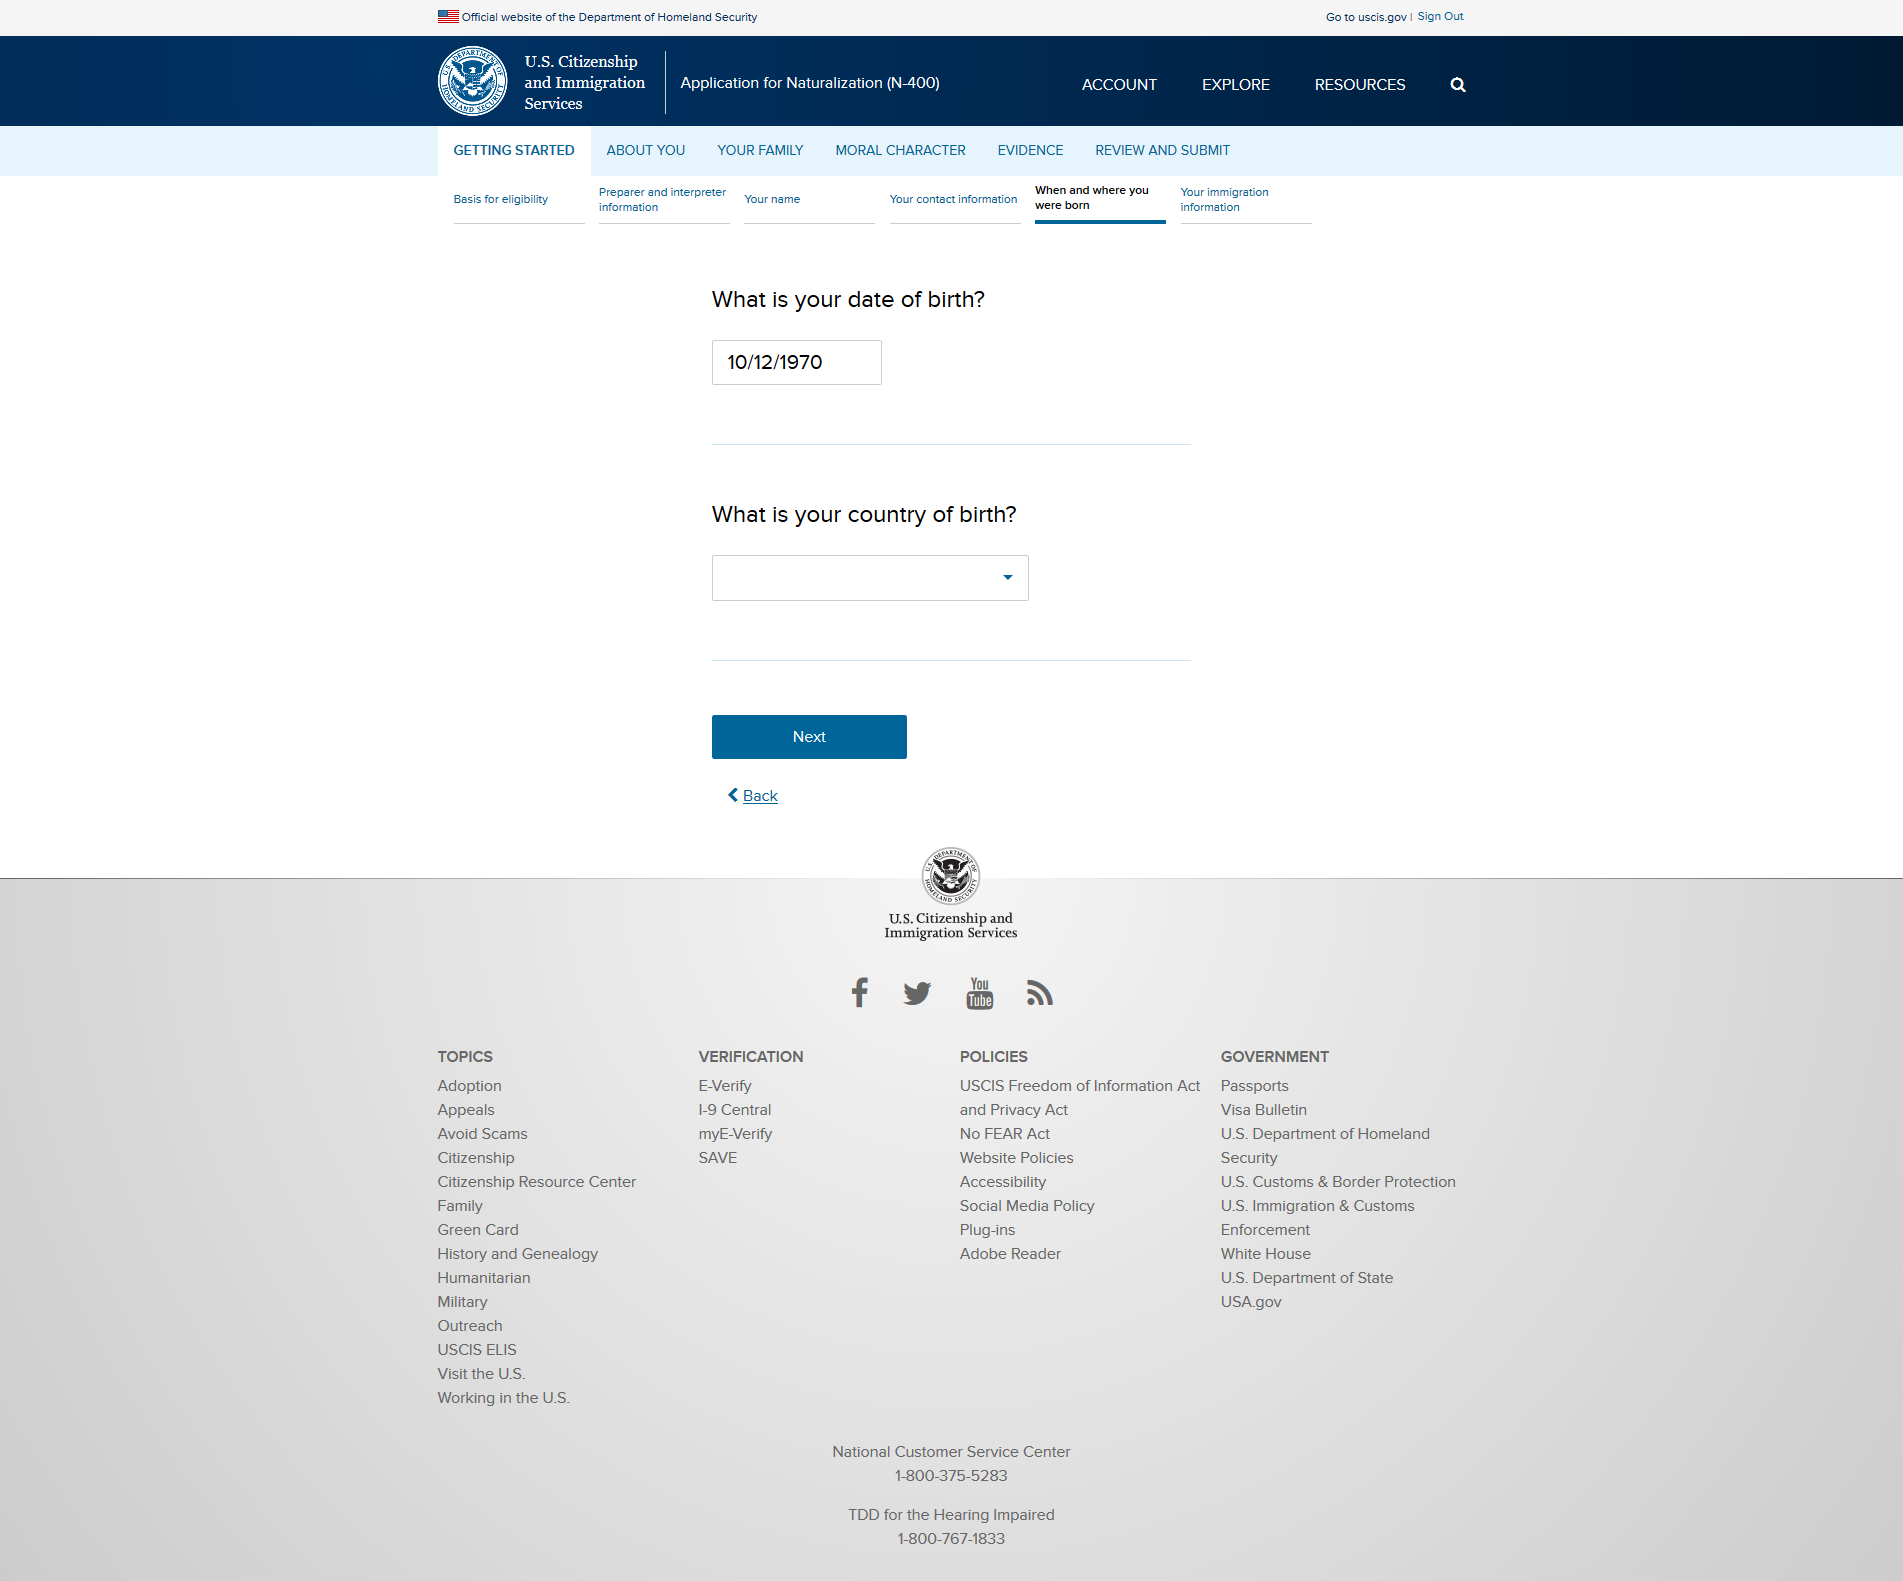 Official website of the Department of Homeland Security
Go to uscis.gov | Sign Out
U.S. Citizenship
and Immigration
Services
Application for Naturalization (N-400)
ACCOUNT
EXPLORE
RESOURCES
GETTING STARTED
ABOUT YOU
YOUR FAMILY
MORAL CHARACTER
EVIDENCE
REVIEW AND SUBMIT
Basis for eligibility
Preparer and interpreter
information
Your name
Your contact information
When and where you
were born
Your immigration
information
What is your date of birth?
10/12/1970
What is your country of birth?
Next
Back
U.S. DEPARTMENT OF HOMELAND SECURITY
U.S. Citizenship and
Immigration Services
You
Tube
TOPICS
Adoption
Appeals
Avoid Scams
Citizenship
Citizenship Resource Center
Family
Green Card
History and Genealogy
Humanitarian
Military
Outreach
USCIS ELIS
Visit the U.S.
Working in the U.S.
VERIFICATION
E-Verify
I-9 Central
myE-Verify
SAVE
POLICIES
USCIS Freedom of Information Act
and Privacy Act
No FEAR Act
Website Policies
Accessibility
Social Media Policy
Plug-ins
Adobe Reader
GOVERNMENT
Passports
Visa Bulletin
U.S. Department of Homeland
Security
U.S. Customs & Border Protection
U.S. Immigration & Customs
Enforcement
White House
U.S. Department of State
USA.gov
National Customer Service Center
1-800-375-5283
TDD for the Hearing Impaired
1-800-767-1833